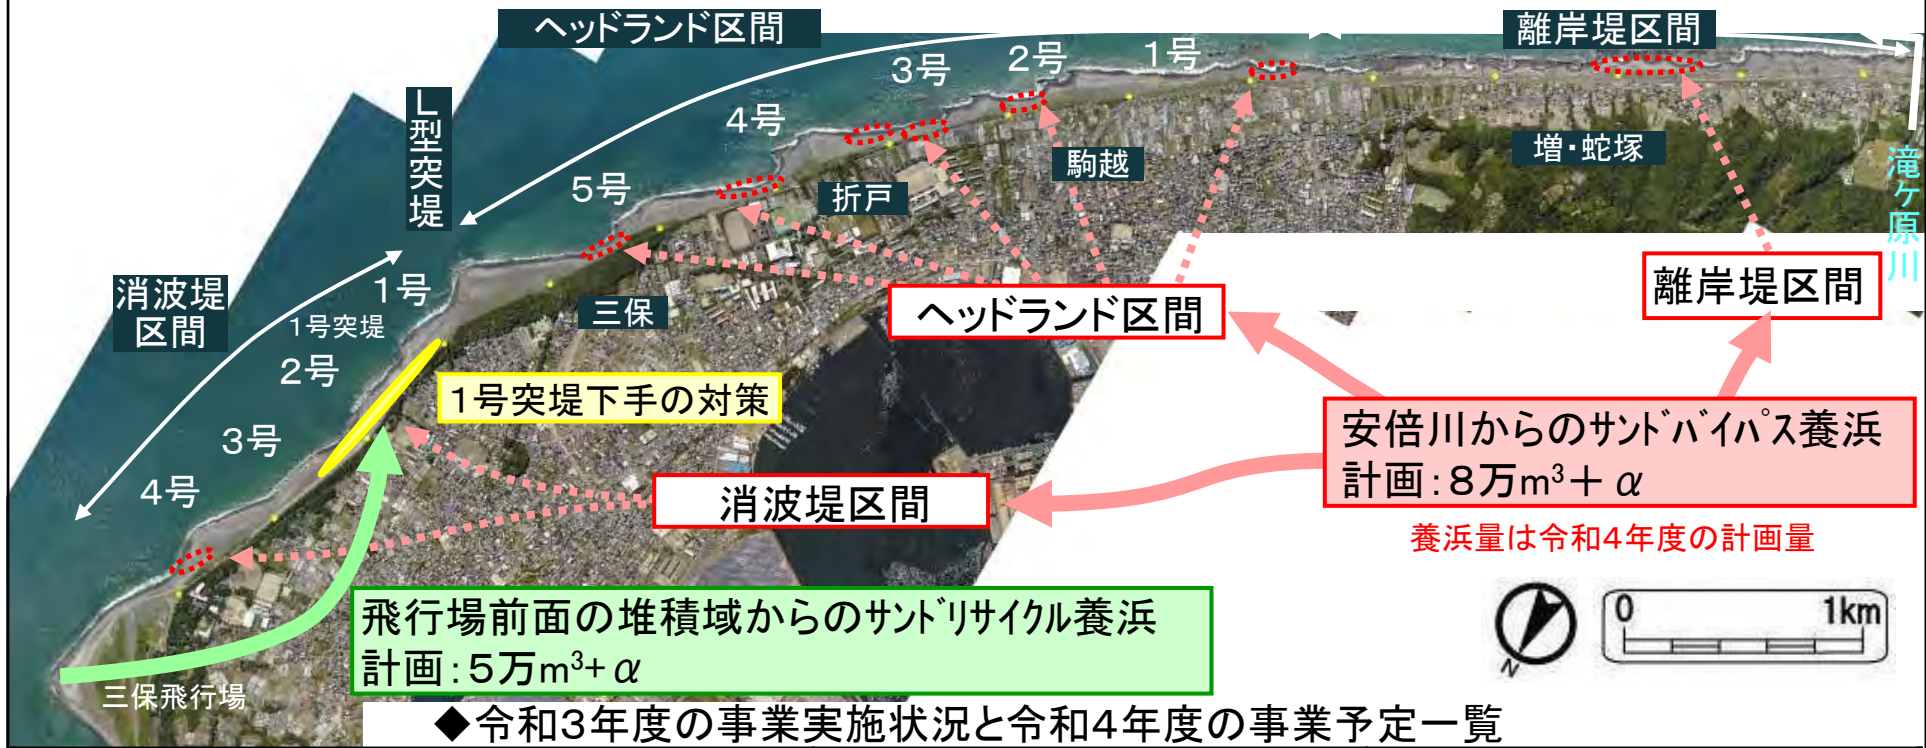 ヘッドランド区間
離岸堤区間
L型突堤
消波堤
区間
1号
2号
3号
4号
5号
1号
1号突堤
2号
3号
4号
増・蛇塚
駒越
折戸
三保
滝ヶ原川
ヘッドランド区間
離岸堤区間
1号突堤下手の対策
消波堤区間
安倍川からのサンドバイパス養浜
計画:8万m³+α
養浜量は令和4年度の計画量
飛行場前面の堆積域からのサンドリサイクル養浜
計画:5万m³+α
三保飛行場
N
0 1km
◆令和3年度の事業実施状況と令和4年度の事業予定一覧